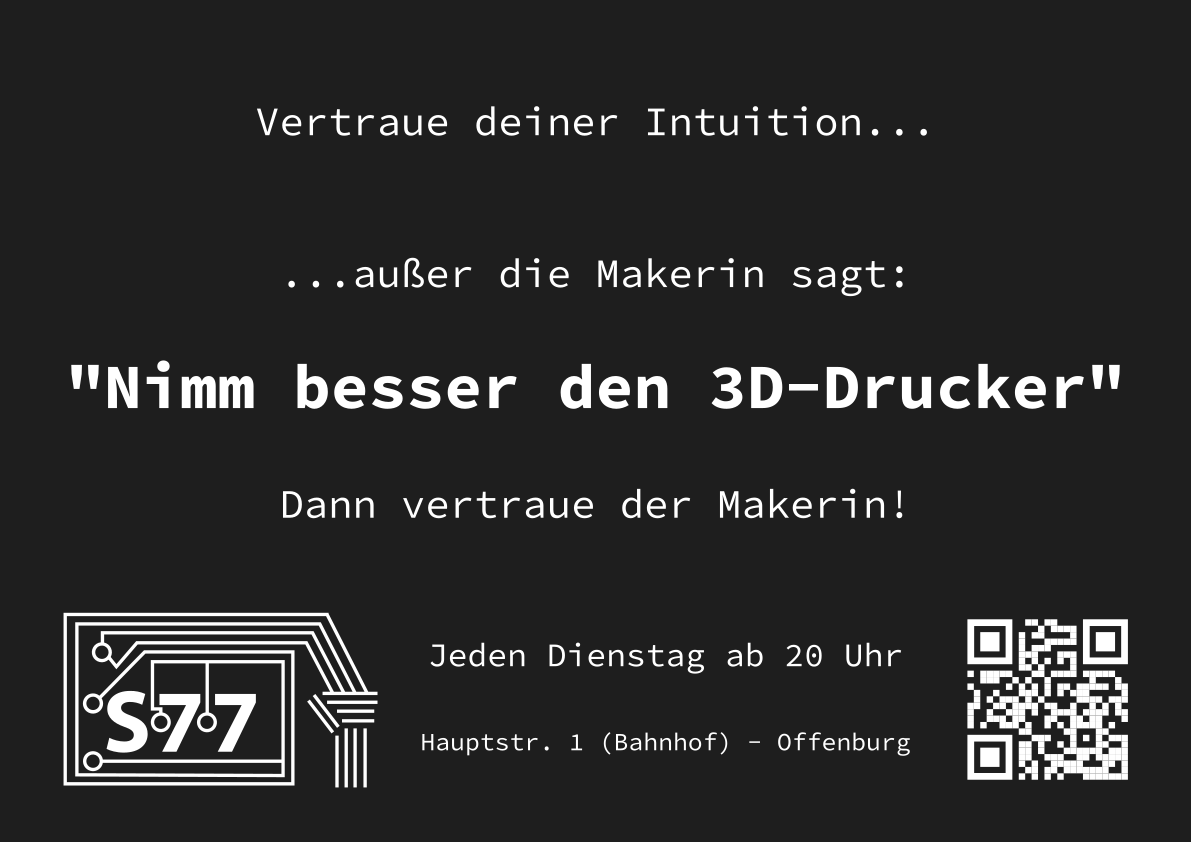 Vertraue deiner Intuition...
...außer die Makerin sagt:
"Nimm besser den 3D-Drucker"
Dann vertraue der Makerin!
S77
Jeden Dienstag ab 20 Uhr
Hauptstr. 1 (Bahnhof) - Offenburg